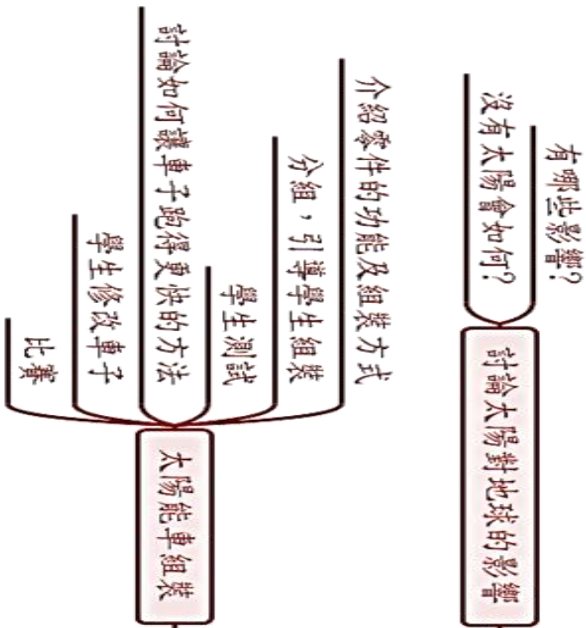 討論太陽對地球的影響
有哪些影響?
沒有太陽會如何?
太陽能車組裝
介紹零件的功能及組裝方式
分組，引導學生組裝
學生測試
討論如何讓車子跑得更快的方法
學生修改車子
比賽